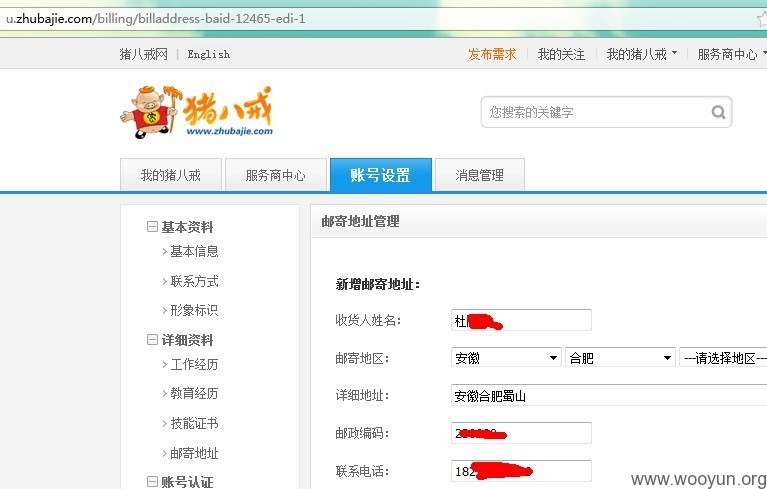 u.zhubajie.com/billing/billaddress-baid-12465-edi-1
猪八戒网 | English 发布需求 我的关注 我的猪八戒 服务商中心
猪八戒
www.zhubajie.com
您搜索的关键字
我的猪八戒 服务商中心 账号设置 消息管理
基本资料
基本信息
联系方式
形象标识
详细资料
工作经历
教育经历
技能证书
邮寄地址
账号认证
邮寄地址管理
新增邮寄地址:
收货人姓名: 杜
邮寄地区: 安徽 合肥 ---请选择地区---
详细地址: 安徽合肥蜀山
邮政编码:
联系电话: 182
www.wooyun.org